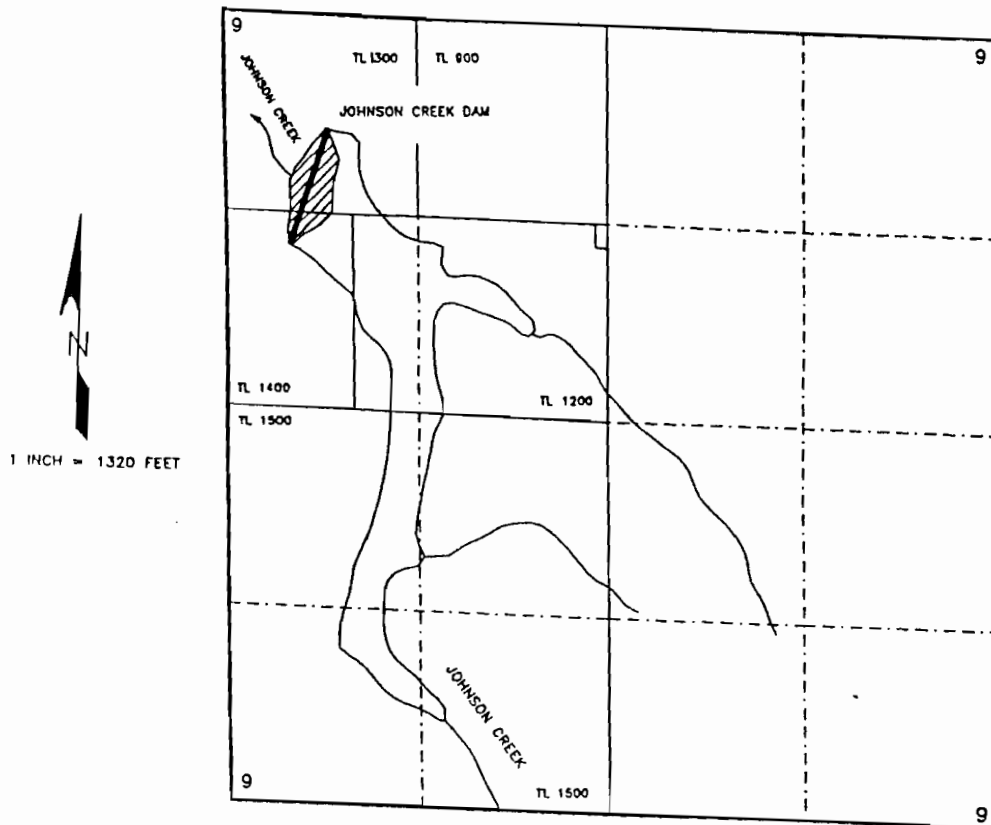 9
9
TL 1300
TL 900
JOHNSON CREEK
JOHNSON CREEK DAM
N
1 INCH = 1320 FEET
TL 1400
TL 1200
TL 1500
JOHNSON CREEK
9
TL 1500
9